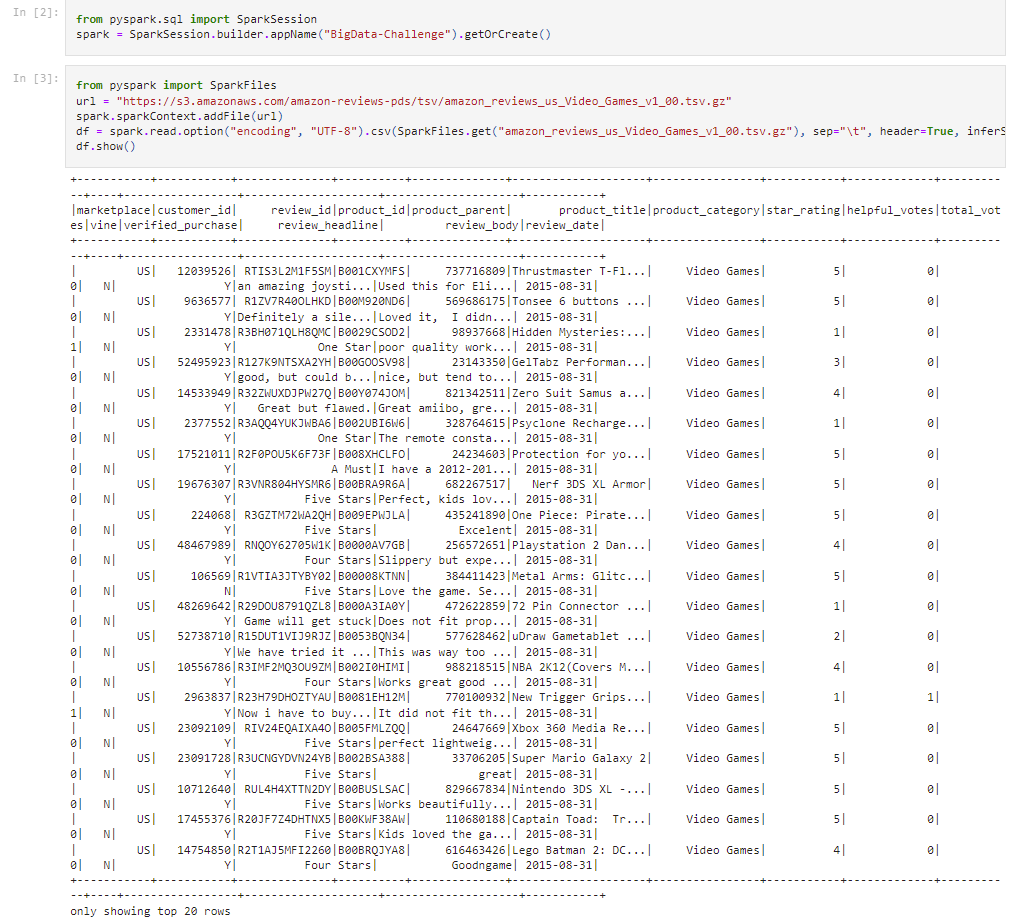 In [2]:
from pyspark.sql import SparkSession
spark = SparkSession.builder.appName("BigData-Challenge").getOrCreate()
In [3]:
from pyspark import SparkFiles
url = "https://s3.amazonaws.com/amazon-reviews-pds/tsv/amazon_reviews_us_Video_Games_v1_00.tsv.gz"
spark.sparkContext.addFile(url)
df = spark.read.option("encoding", "UTF-8").csv(SparkFiles.get("amazon_reviews_us_Video_Games_v1_00.tsv.gz"), sep="\t", header=True, inferS
df.show()
+-----------+-----------+--------------+----------+--------------+--------------------+----------------+-----------+-------------+---------
--+----+-----------------+--------------------+--------------------+-----------+
|marketplace|customer_id|     review_id|product_id|product_parent|       product_title|product_category|star_rating|helpful_votes|total_vot
es|vine|verified_purchase|     review_headline|         review_body|review_date|
+-----------+-----------+--------------+----------+--------------+--------------------+----------------+-----------+-------------+---------
--+----+-----------------+--------------------+--------------------+-----------+
|         US|   12039526| RTIS3L2M1F5SM|B001CXYMFS|     737716809|Thrustmaster T-Fl...|     Video Games|          5|            0|
0|   N|                Y|an amazing joysti...|Used this for Eli...| 2015-08-31|
|         US|    9636577| R1ZV7R40OLHKD|B00M920ND6|     569686175|Tonsee 6 buttons ...|     Video Games|          5|            0|
0|   N|                Y|Definitely a sile...|Loved it,  I didn...| 2015-08-31|
|         US|    2331478|R3BH071QLH8QMC|B0029CSOD2|      98937668|Hidden Mysteries:...|     Video Games|          1|            0|
1|   N|                Y|            One Star|poor quality work...| 2015-08-31|
|         US|   52495923|R127K9NTSXA2YH|B00GOOSV98|      23143350|GelTabz Performan...|     Video Games|          3|            0|
0|   N|                Y|good, but could b...|nice, but tend to...| 2015-08-31|
|         US|   14533949|R32ZWUXDJPW27Q|B00Y074JOM|     821342511|Zero Suit Samus a...|     Video Games|          4|            0|
0|   N|                Y|   Great but flawed.|Great amiibo, gre...| 2015-08-31|
|         US|    2377552|R3AQQ4YUKJWBA6|B002UBI6W6|     328764615|Psyclone Recharge...|     Video Games|          1|            0|
0|   N|                Y|            One Star|The remote consta...| 2015-08-31|
|         US|   17521011|R2F0POU5K6F73F|B008XHCLFO|      24234603|Protection for yo...|     Video Games|          5|            0|
0|   N|                Y|              A Must|I have a 2012-201...| 2015-08-31|
|         US|   19676307|R3VNR804HYSMR6|B00BRA9R6A|     682267517|   Nerf 3DS XL Armor|     Video Games|          5|            0|
0|   N|                Y|          Five Stars|Perfect, kids lov...| 2015-08-31|
|         US|     224068| R3GZTM72WA2QH|B009EPWJLA|     435241890|One Piece: Pirate...|     Video Games|          5|            0|
0|   N|                Y|          Five Stars|            Excelent| 2015-08-31|
|         US|   48467989| RNQOY62705W1K|B0000AV7GB|     256572651|Playstation 2 Dan...|     Video Games|          4|            0|
0|   N|                Y|          Four Stars|Slippery but expe...| 2015-08-31|
|         US|     106569|R1VTIA3JTYBY02|B00008KTNN|     384411423|Metal Arms: Glitc...|     Video Games|          5|            0|
0|   N|                N|          Five Stars|Love the game. Se...| 2015-08-31|
|         US|   48269642|R29DOU8791QZL8|B000A3IA0Y|     472622859|72 Pin Connector ...|     Video Games|          1|            0|
0|   N|                Y| Game will get stuck|Does not fit prop...| 2015-08-31|
|         US|   52738710|R15DUT1VIJ9RJZ|B0053BQN34|     577628462|uDraw Gametablet ...|     Video Games|          2|            0|
0|   N|                Y|We have tried it ...|This was way too ...| 2015-08-31|
|         US|   10556786|R3IMF2MQ3OU9ZM|B002I0HIMI|     988218515|NBA 2K12(Covers M...|     Video Games|          4|            0|
0|   N|                Y|          Four Stars|Works great good ...| 2015-08-31|
|         US|    2963837|R23H79DHOZTYAU|B0081EH12M|     770100932|New Trigger Grips...|     Video Games|          1|            1|
1|   N|                Y|Now i have to buy...|It did not fit th...| 2015-08-31|
|         US|   23092109| RIV24EQAIXA4O|B005FMLZQQ|      24647669|Xbox 360 Media Re...|     Video Games|          5|            0|
0|   N|                Y|          Five Stars|perfect lightweig...| 2015-08-31|
|         US|   23091728|R3UCNGYDVN24YB|B002BSA388|      33706205|Super Mario Galaxy 2|     Video Games|          5|            0|
0|   N|                Y|          Five Stars|               great| 2015-08-31|
|         US|   10712640| RUL4H4XTTN2DY|B00BUSLSAC|     829667834|Nintendo 3DS XL -...|     Video Games|          5|            0|
0|   N|                Y|          Five Stars|Works beautifully...| 2015-08-31|
|         US|   17455376|R20JF7Z4DHTNX5|B00KWF38AW|     110680188|Captain Toad:  Tr...|     Video Games|          5|            0|
0|   N|                Y|          Five Stars|Kids loved the ga...| 2015-08-31|
|         US|   14754850|R2T1AJ5MFI2260|B00BRQJYA8|     616463426|Lego Batman 2: DC...|     Video Games|          4|            0|
0|   N|                Y|          Four Stars|            Goodngame| 2015-08-31|
+-----------+-----------+--------------+----------+--------------+--------------------+----------------+-----------+-------------+---------
--+----+-----------------+--------------------+--------------------+-----------+
only showing top 20 rows